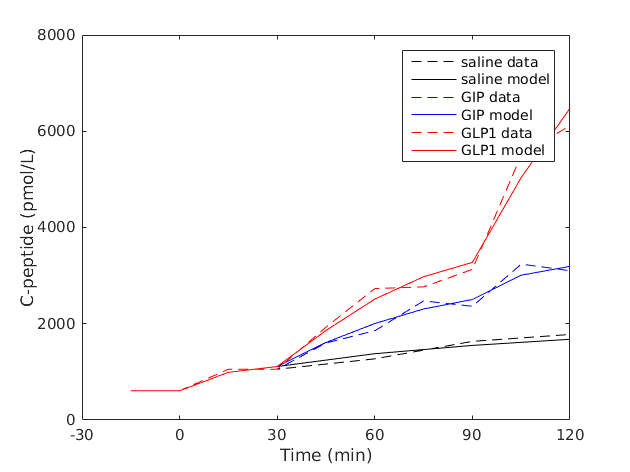 8000
6000
4000
2000
0
-30 0 30 60 90 120
Time (min)
C-peptide (pmol/L)
saline data
saline model
GIP data
GIP model
GLP1 data
GLP1 model